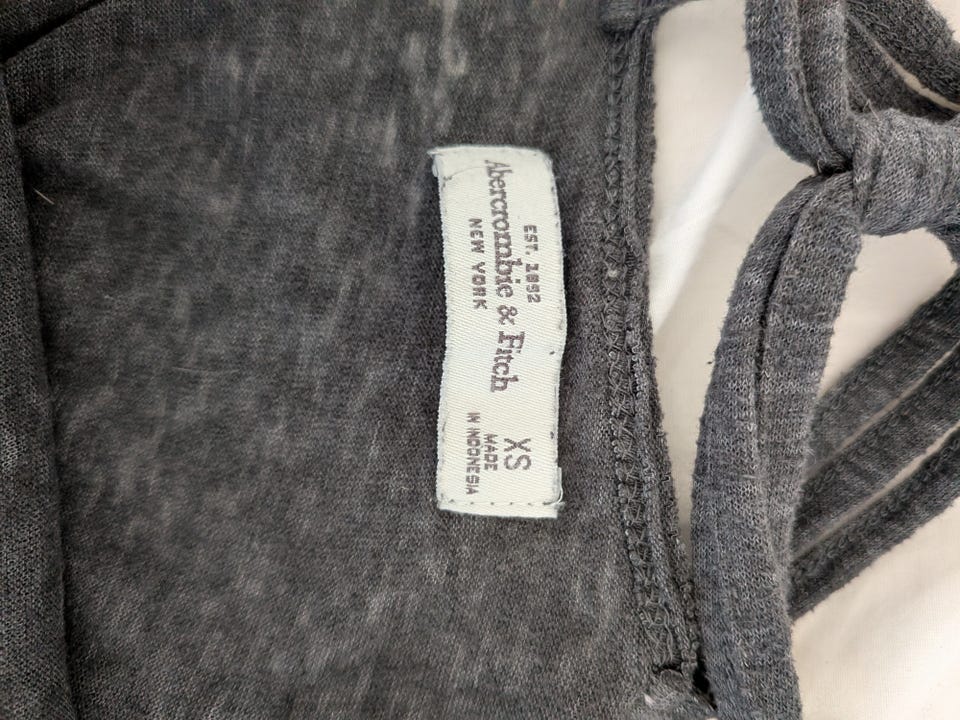 EST. 1892
Abercrombie & Fitch
NEW YORK
XS
MADE
IN INDONESIA